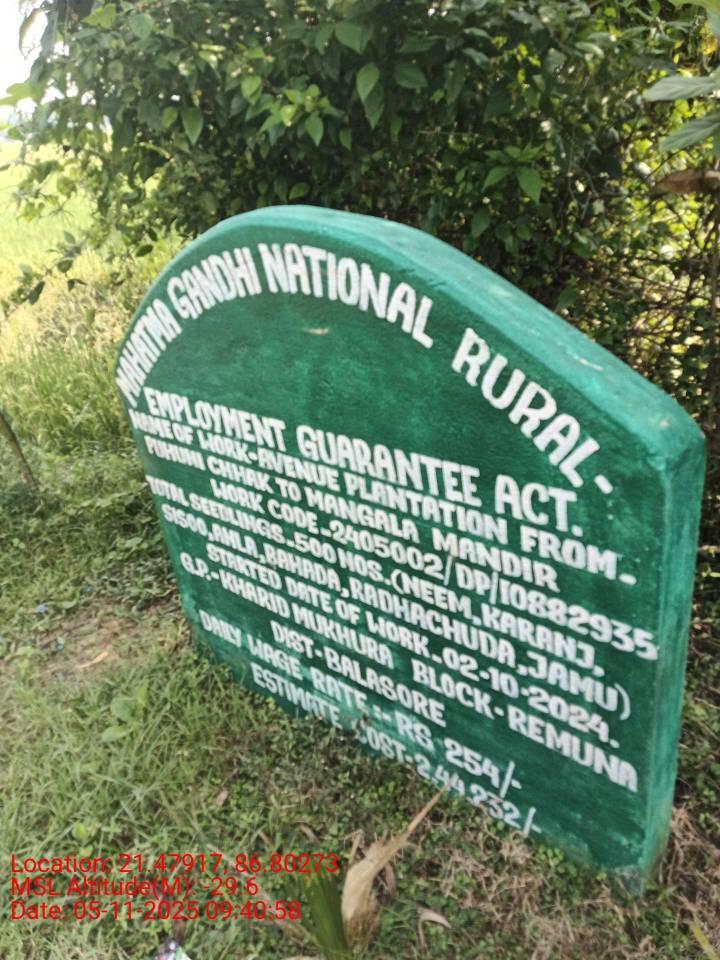 MAHATMA GANDHI NATIONAL RURAL-
EMPLOYMENT GUARANTEE ACT.
NAME OF WORK-AVENUE PLANTATION FROM-
PUHUNI CHHAK TO MANGALA MANDIR
WORK CODE-2405002/DP/10882935
TOTAL SEEDLINGS-500 NOS.(NEEM,KARANJ,
SISOO,AHLA,BAHADA,RADHACHUDA,JAMU)
STARTED DATE OF WORK-02-10-2024.
G.P.-KHARID MUKHURA BLOCK-REMUNA
DIST-BALASORE
DAILY WAGE RATE:-RS 254/-
ESTIMATE COST-2,44,232/-
Location: 21.47917, 86.80273
MSL Altitude(M): -29.6
Date: 05-11-2025 09:40:58